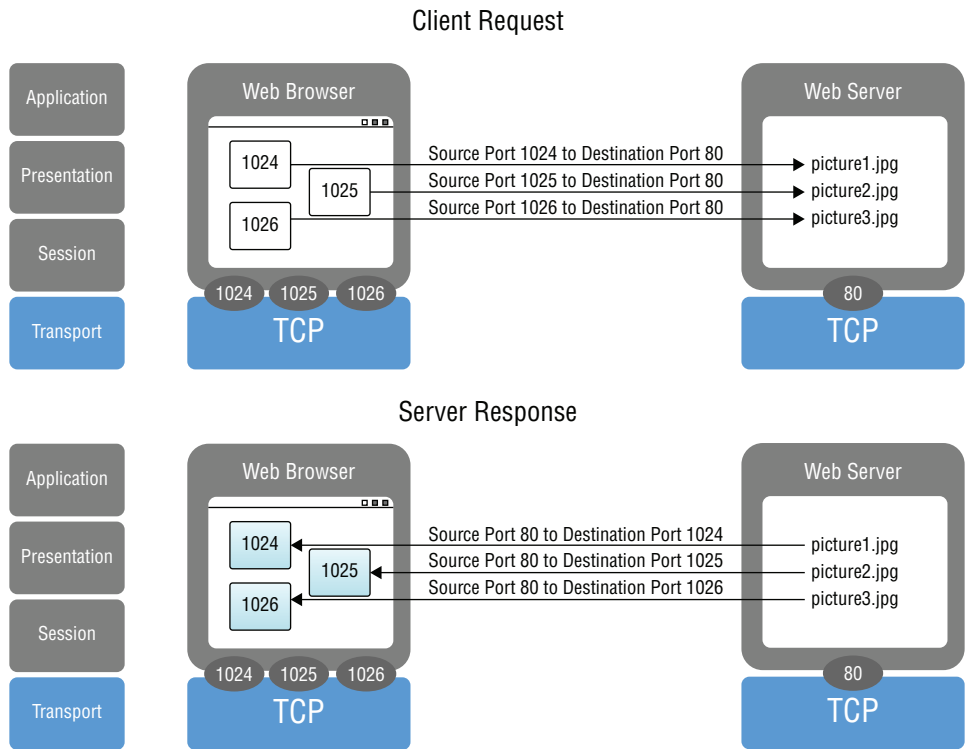 Client Request
Application
Presentation
Session
Transport
Web Browser
1024
1025
1026
1024 1025 1026
TCP
Source Port 1024 to Destination Port 80
Source Port 1025 to Destination Port 80
Source Port 1026 to Destination Port 80
Web Server
picture1.jpg
picture2.jpg
picture3.jpg
80
TCP
Server Response
Application
Presentation
Session
Transport
Web Browser
1024
1025
1026
1024 1025 1026
TCP
Source Port 80 to Destination Port 1024
Source Port 80 to Destination Port 1025
Source Port 80 to Destination Port 1026
Web Server
picture1.jpg
picture2.jpg
picture3.jpg
80
TCP